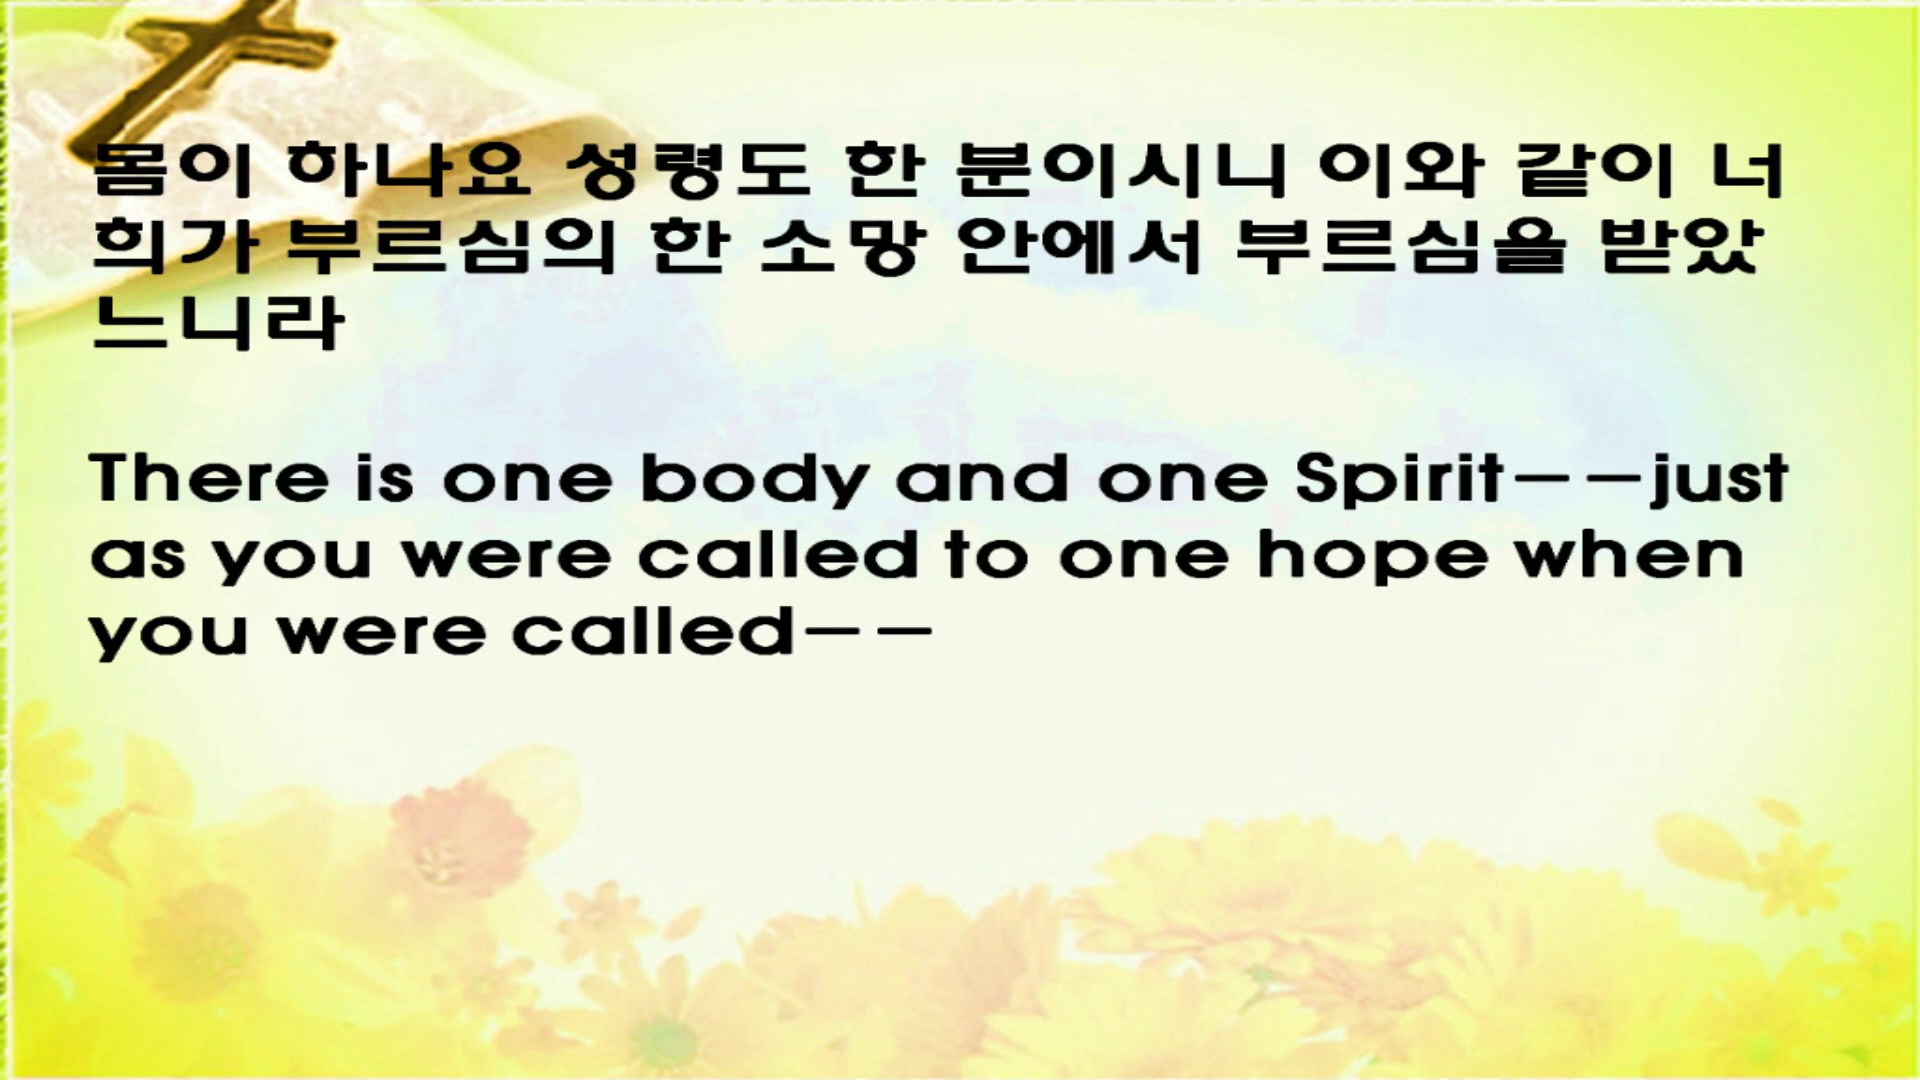 몸이 하나요 성령도 한 분이시니 이와 같이 너
희가 부르심의 한 소망 안에서 부르심을 받았
느니라
There is one body and one Spirit--just
as you were called to one hope when
you were called--